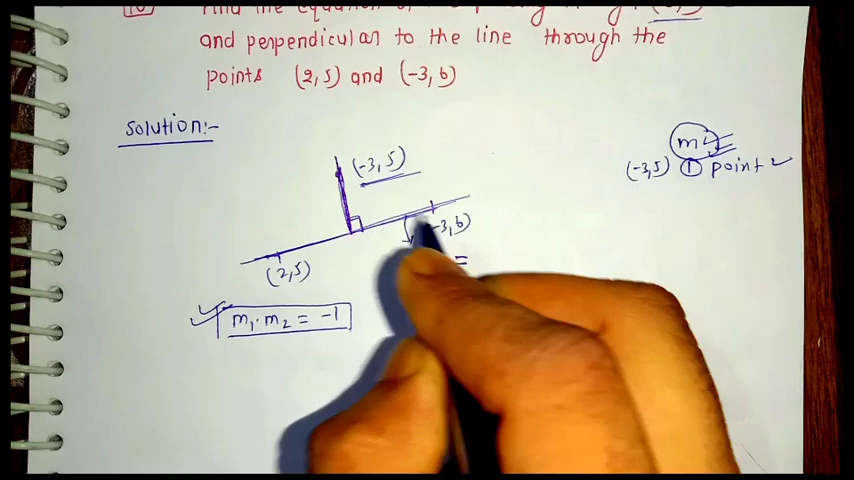 and perpendicular to the line through the
points (2,5) and (-3,6)
Solution:-
m2
(-3,5)
(-3,5) ① point
-3,6)
(2,5)
=
m₁·m₂ = -1